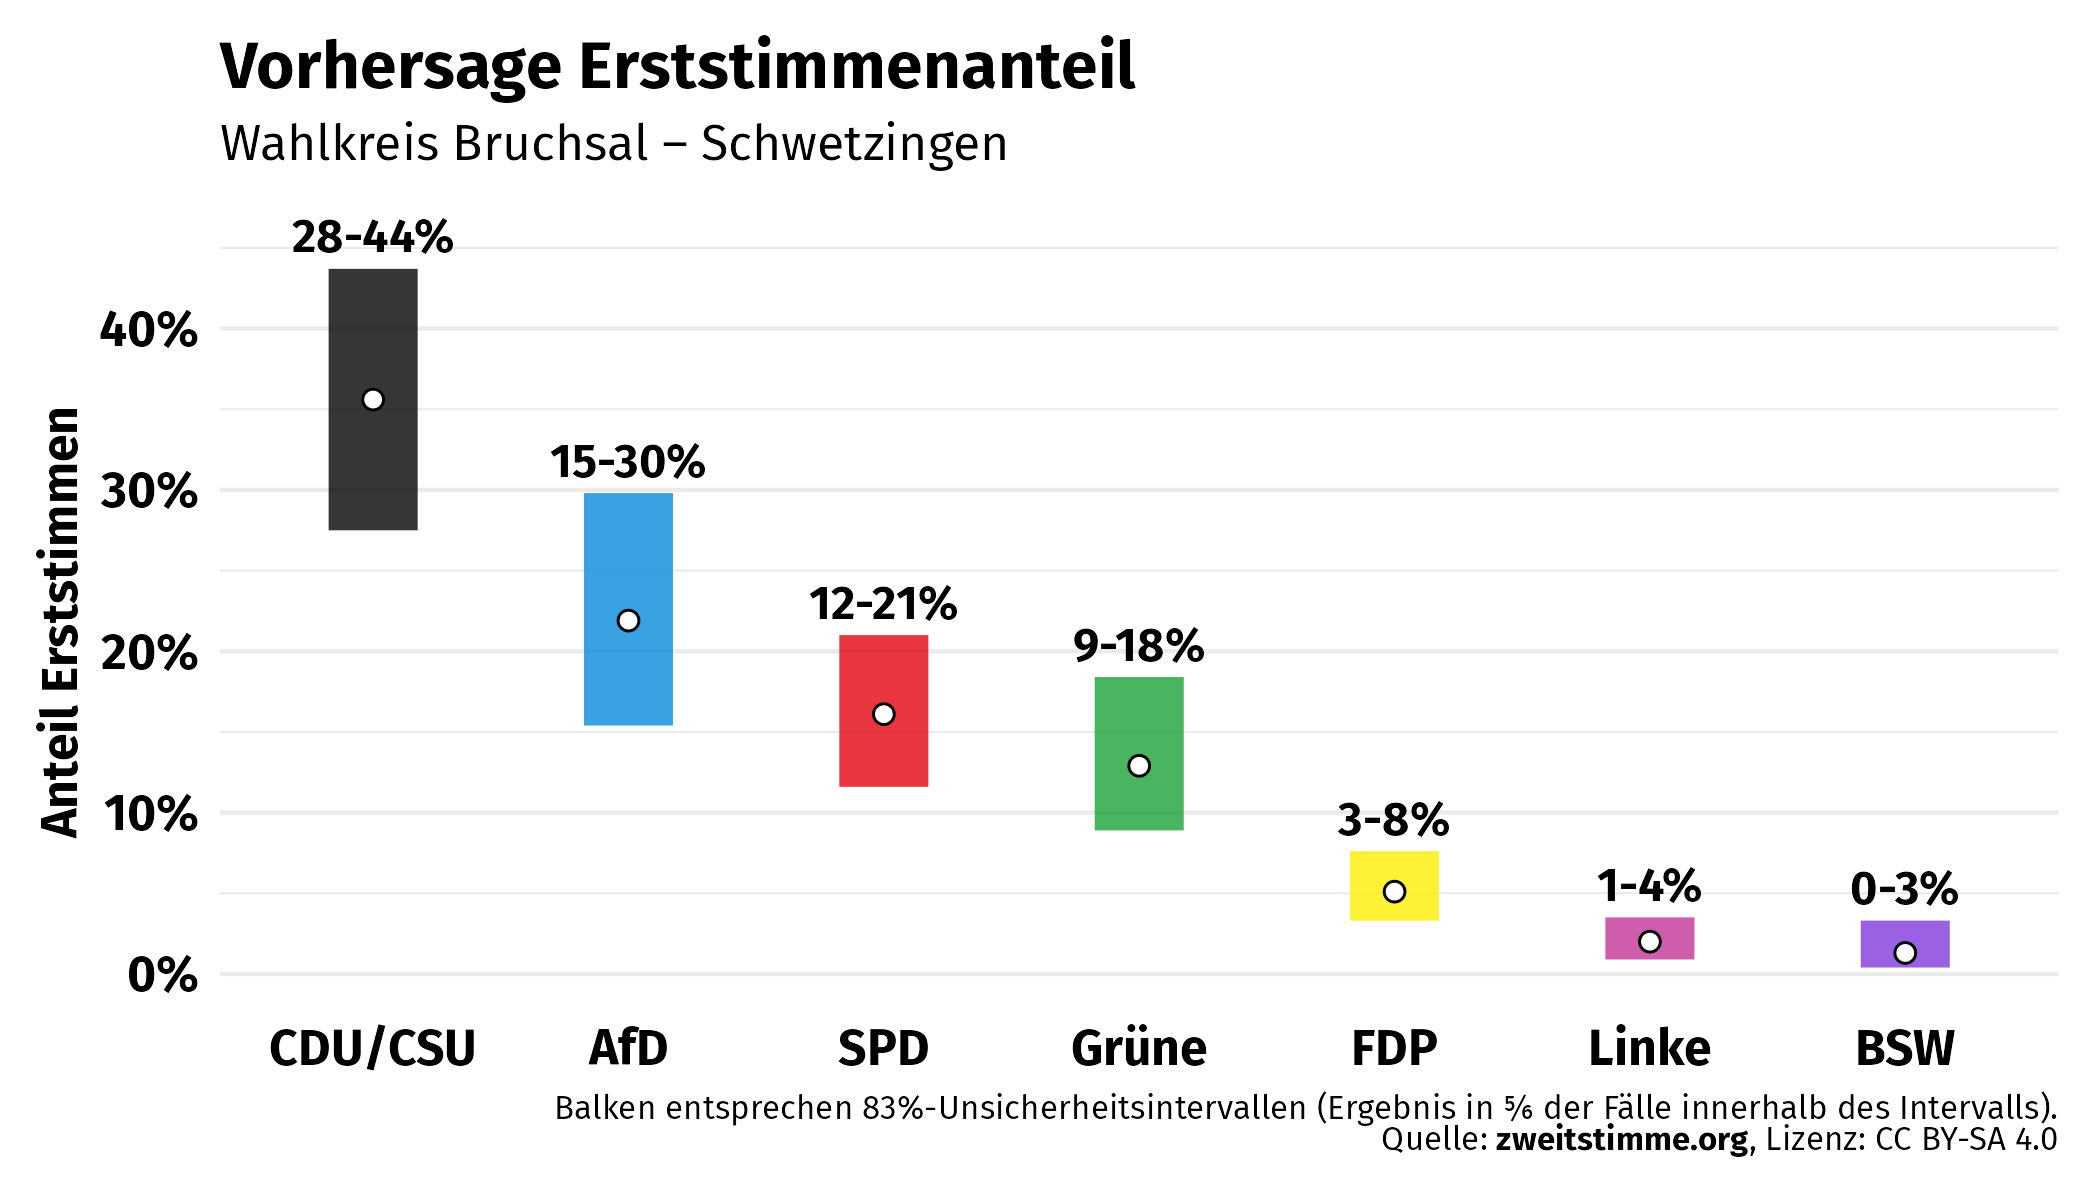 Vorhersage Erststimmenanteil
Wahlkreis Bruchsal – Schwetzingen
28-44%
40%
15-30%
30%
12-21%
9-18%
20%
3-8%
10%
1-4%
0-3%
0%
Anteil Erststimmen
CDU/CSU AfD SPD Grüne FDP Linke BSW
Balken entsprechen 83%-Unsicherheitsintervallen (Ergebnis in ⅚ der Fälle innerhalb des Intervalls).
Quelle: zweitstimme.org, Lizenz: CC BY-SA 4.0